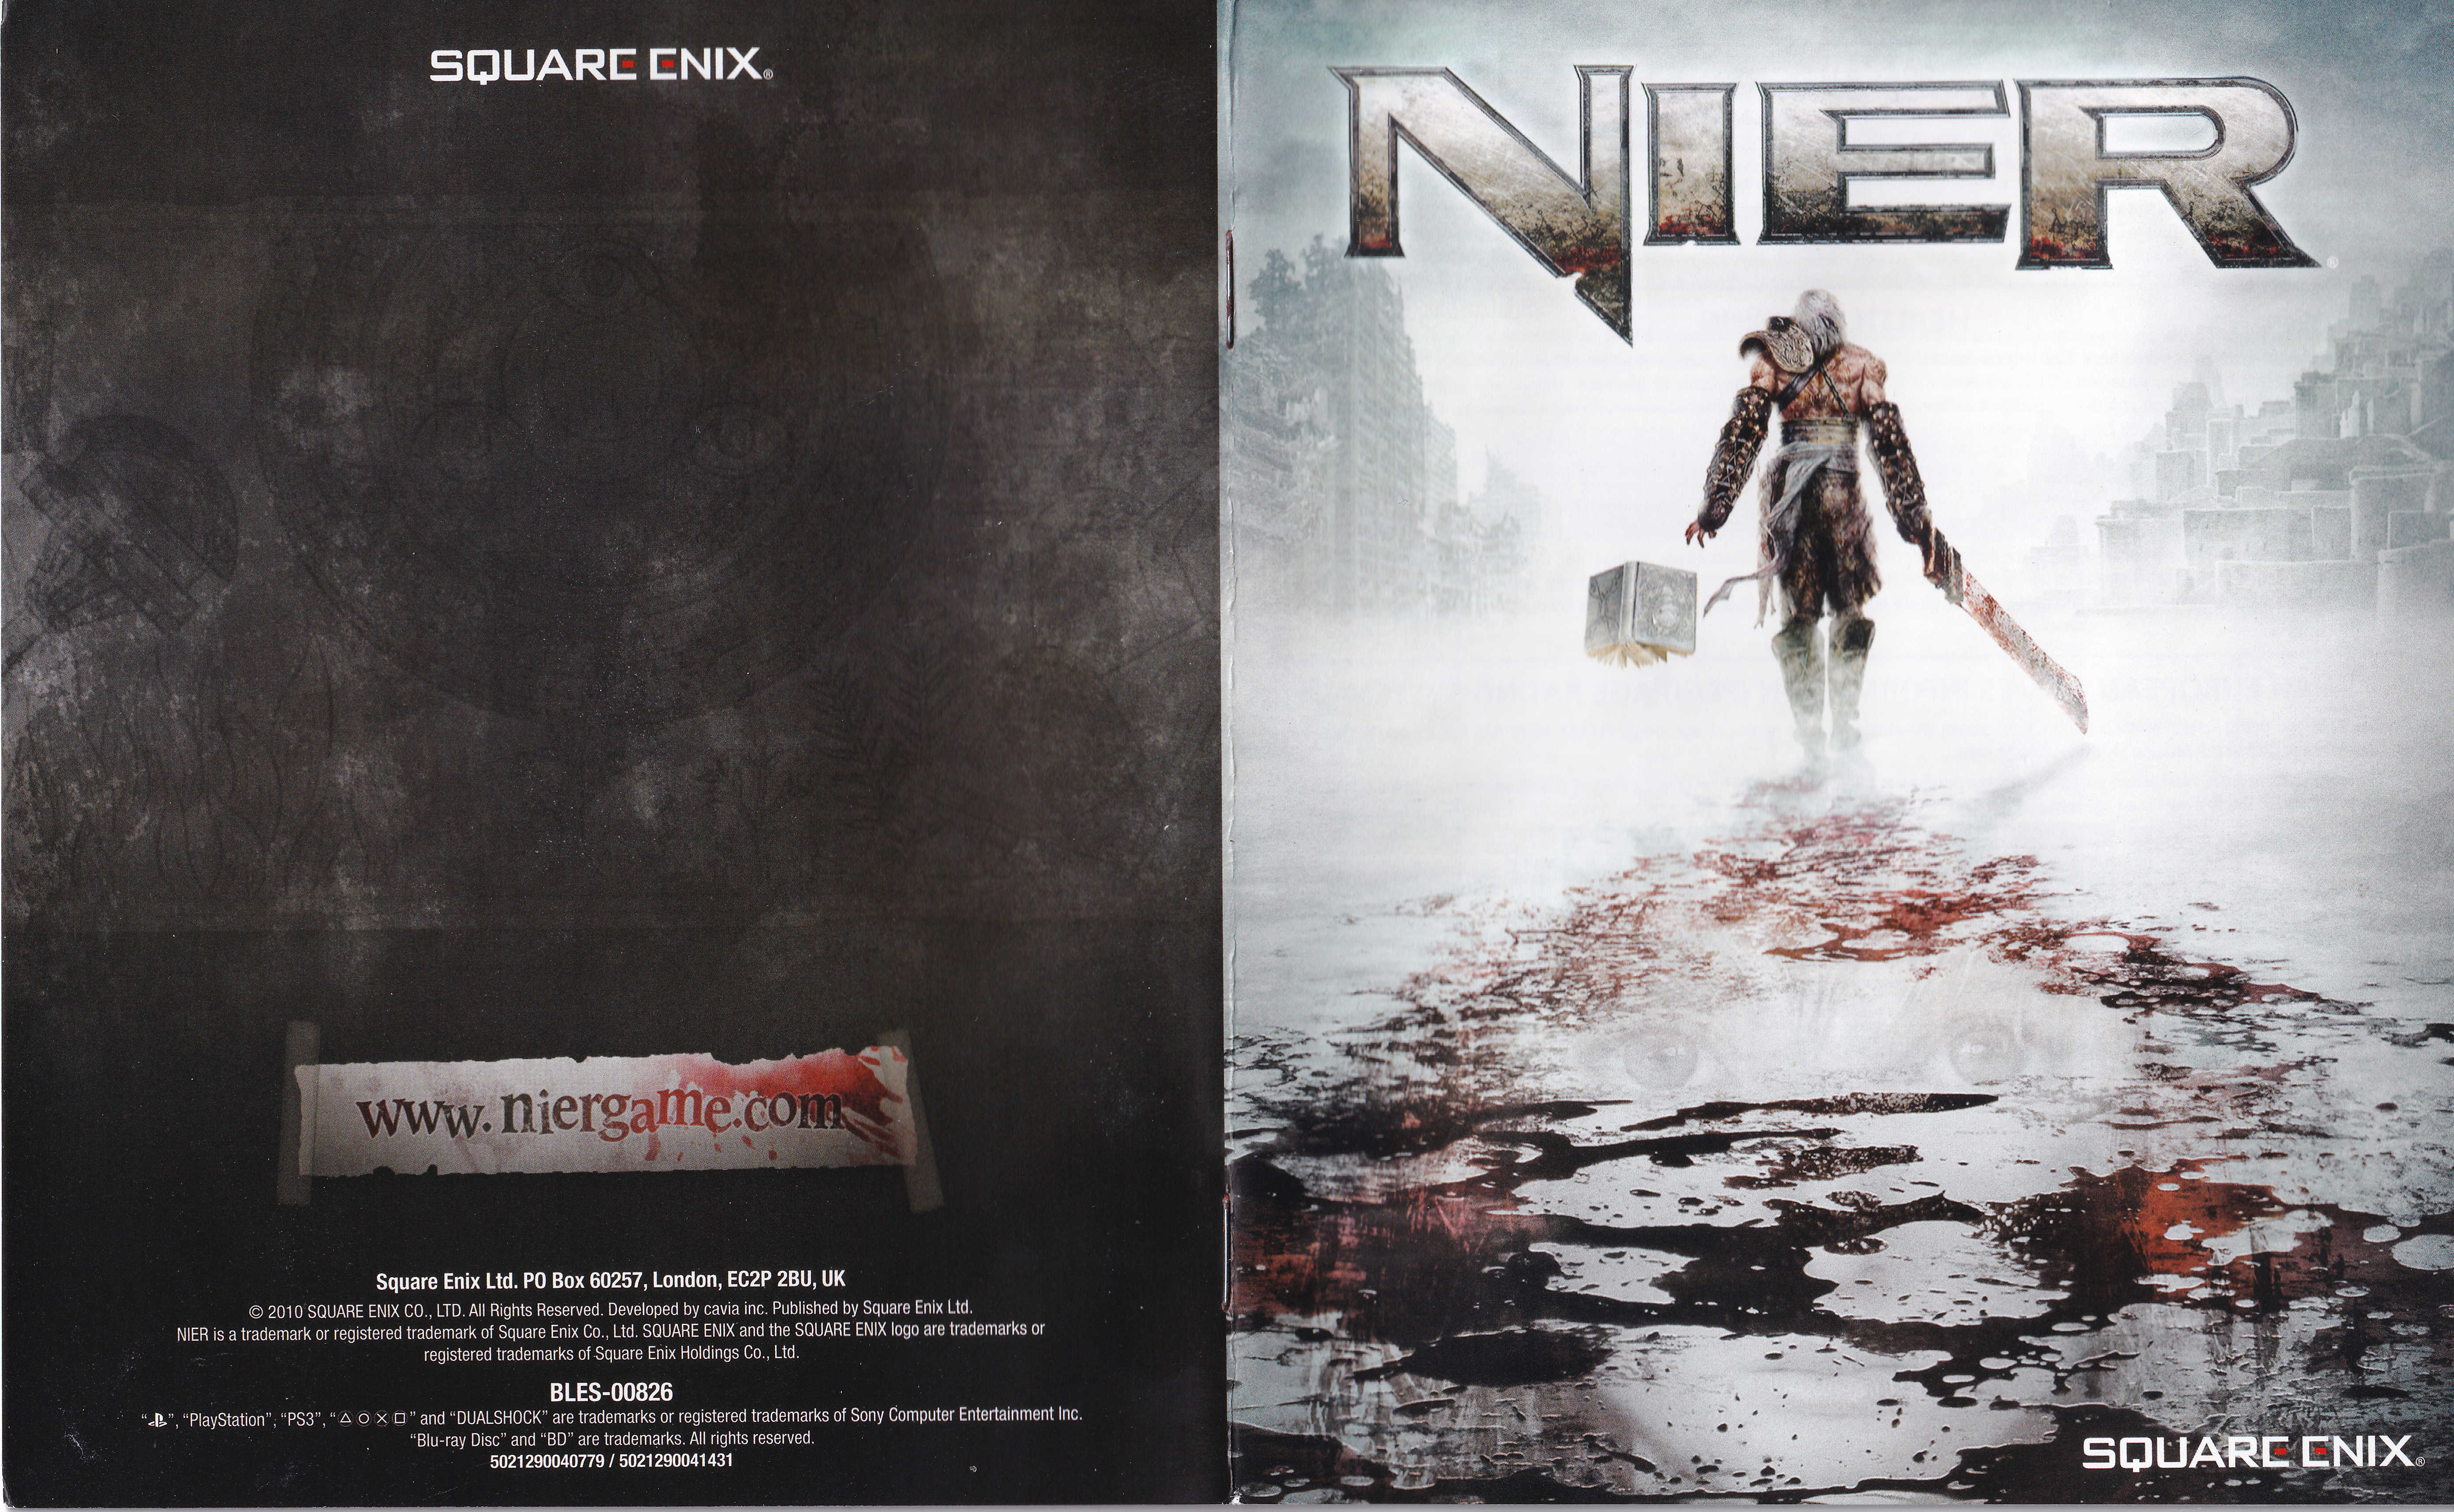 SQUARE ENIX®
www.niergame.com
Square Enix Ltd. PO Box 60257, London, EC2P 2BU, UK
© 2010 SQUARE ENIX CO., LTD. All Rights Reserved. Developed by cavia inc. Published by Square Enix Ltd.
NIER is a trademark or registered trademark of Square Enix Co., Ltd. SQUARE ENIX and the SQUARE ENIX logo are trademarks or
registered trademarks of Square Enix Holdings Co., Ltd.
BLES-00826
“”, “PlayStation”, “PS3”, “△○✕□” and “DUALSHOCK” are trademarks or registered trademarks of Sony Computer Entertainment Inc.
“Blu-ray Disc” and “BD” are trademarks. All rights reserved.
5021290040779 / 5021290041431
NIER®
SQUARE ENIX®